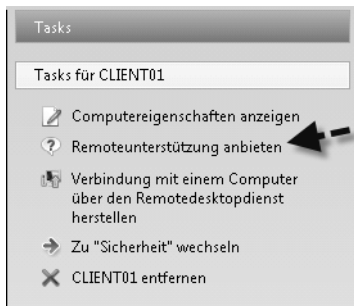 Tasks
Tasks für CLIENT01
Computereigenschaften anzeigen
Remoteunterstützung anbieten
Verbindung mit einem Computer
über den Remotedesktopdienst
herstellen
Zu "Sicherheit" wechseln
CLIENT01 entfernen